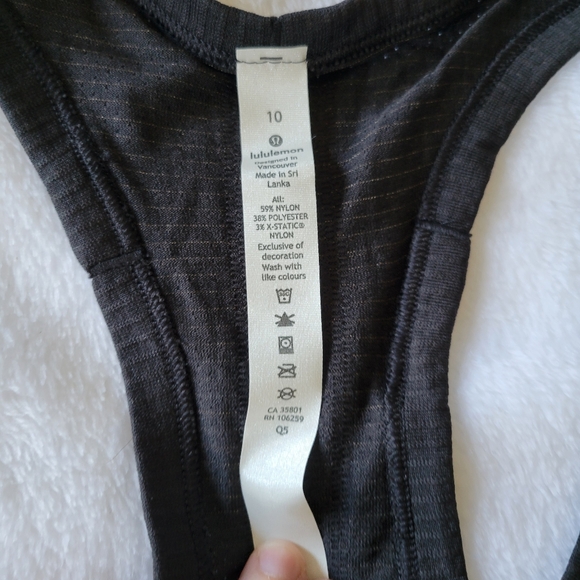 10
lululemon
Designed in
Vancouver
Made in Sri
Lanka
All:
59% NYLON
38% POLYESTER
3% X-STATIC®
NYLON
Exclusive of
decoration
Wash with
like colours
CA 35801
RN 106259
Q5